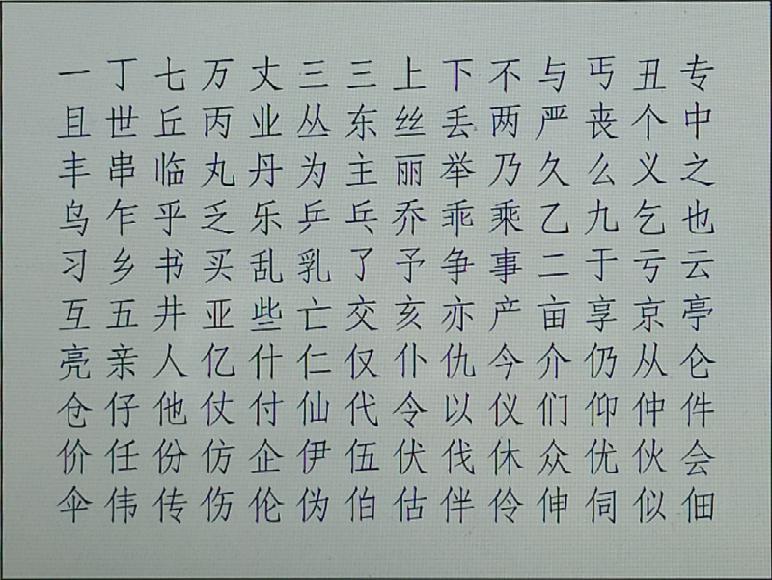 一丁七万丈三三上下不与丐丑专
且世丘丙业丛东丝丢两严丧个中
丰串临丸丹为主丽举乃久么义之
乌乍乎乏乐乒乓乔乖乘乙九乞也
习乡书买乱乳了予争事二于亏云
互五井亚些亡交亥亦产亩享京亭
亮亲人亿什仁仅仆仇今介仍从仑
仓仔他仗付仙代令以仪们仰仲件
价任份仿企伊伍伏伐休众优伙会
伞伟传伤伦伪伯估伴伶伸伺似佃